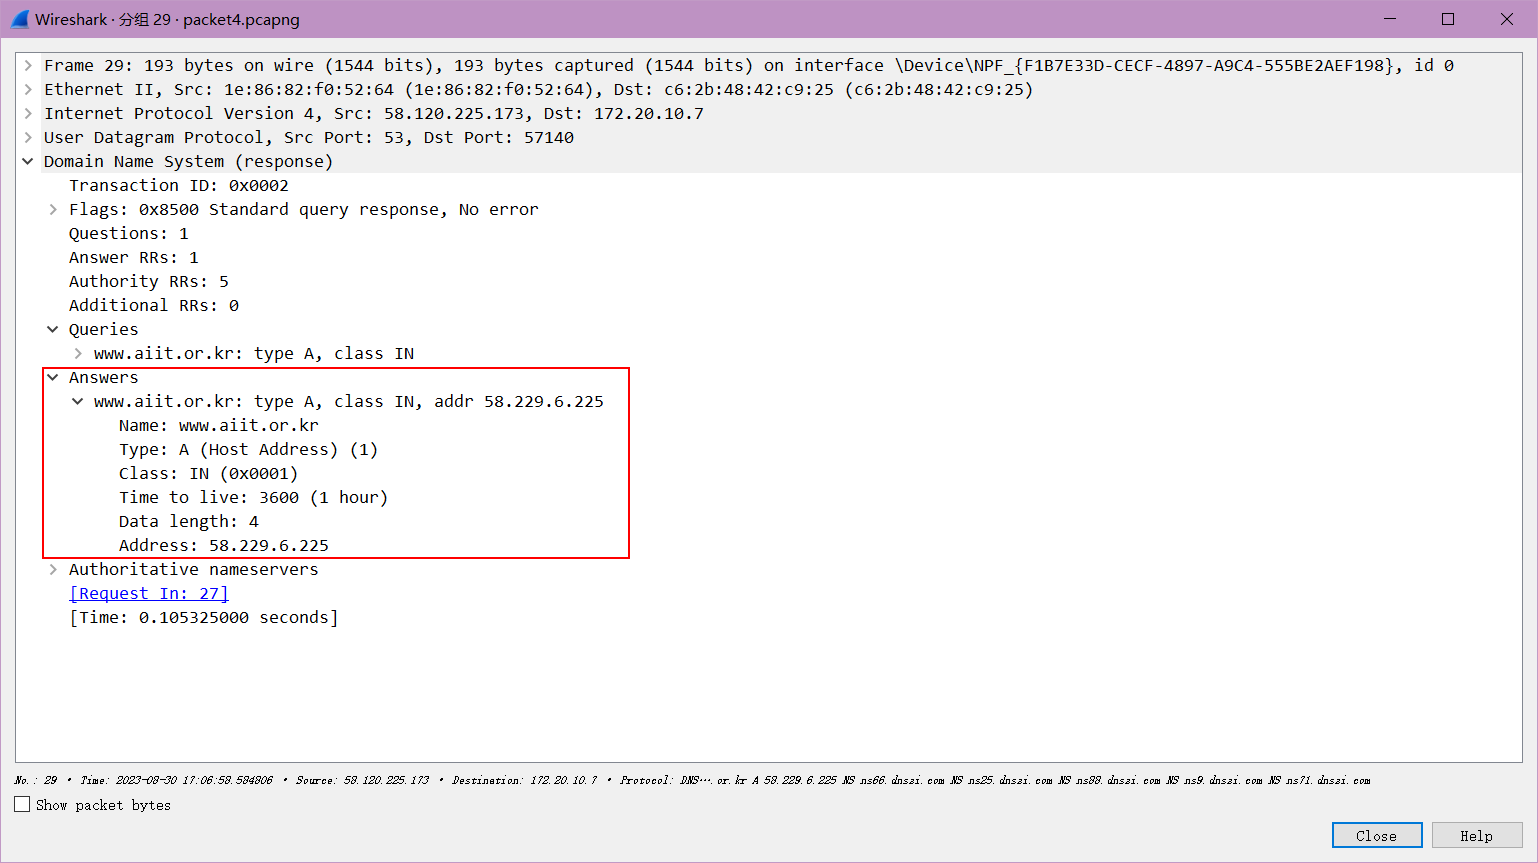 Wireshark · 分组 29 · packet4.pcapng
Frame 29: 193 bytes on wire (1544 bits), 193 bytes captured (1544 bits) on interface \Device\NPF_{F1B7E33D-CECF-4897-A9C4-555BE2AEF198}, id 0
Ethernet II, Src: 1e:86:82:f0:52:64 (1e:86:82:f0:52:64), Dst: c6:2b:48:42:c9:25 (c6:2b:48:42:c9:25)
Internet Protocol Version 4, Src: 58.120.225.173, Dst: 172.20.10.7
User Datagram Protocol, Src Port: 53, Dst Port: 57140
Domain Name System (response)
Transaction ID: 0x0002
Flags: 0x8500 Standard query response, No error
Questions: 1
Answer RRs: 1
Authority RRs: 5
Additional RRs: 0
Queries
www.aiit.or.kr: type A, class IN
Answers
www.aiit.or.kr: type A, class IN, addr 58.229.6.225
Name: www.aiit.or.kr
Type: A (Host Address) (1)
Class: IN (0x0001)
Time to live: 3600 (1 hour)
Data length: 4
Address: 58.229.6.225
Authoritative nameservers
[Request In: 27]
[Time: 0.105325000 seconds]
No.: 29 · Time: 2023-08-30 17:06:58.584806 · Source: 58.120.225.173 · Destination: 172.20.10.7 · Protocol: DNS….or.kr A 58.229.6.225 NS ns66.dnszi.com NS ns25.dnszi.com NS ns88.dnszi.com NS ns9.dnszi.com NS ns71.dnszi.com
Show packet bytes
Close
Help